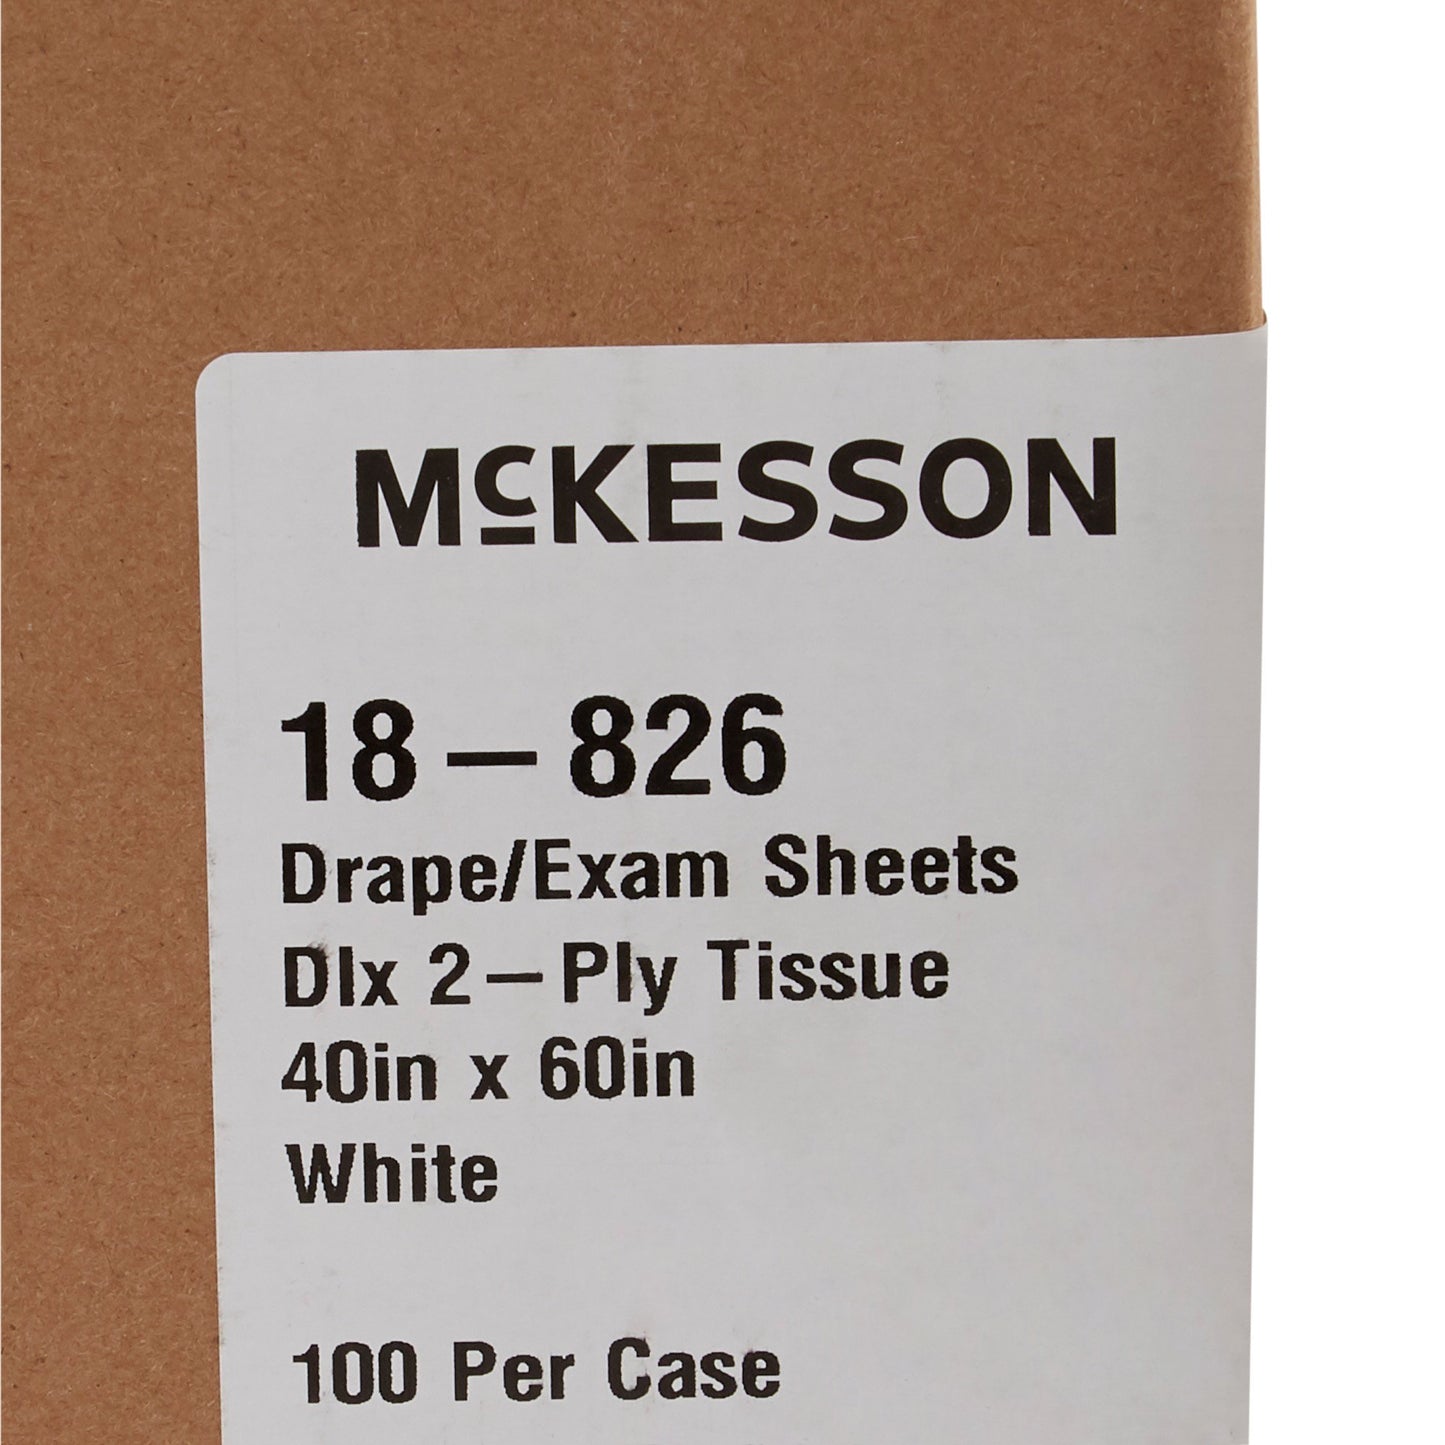 McKESSON
18-826
Drape/Exam Sheets
Dlx 2-Ply Tissue
40in x 60in
White
100 Per Case